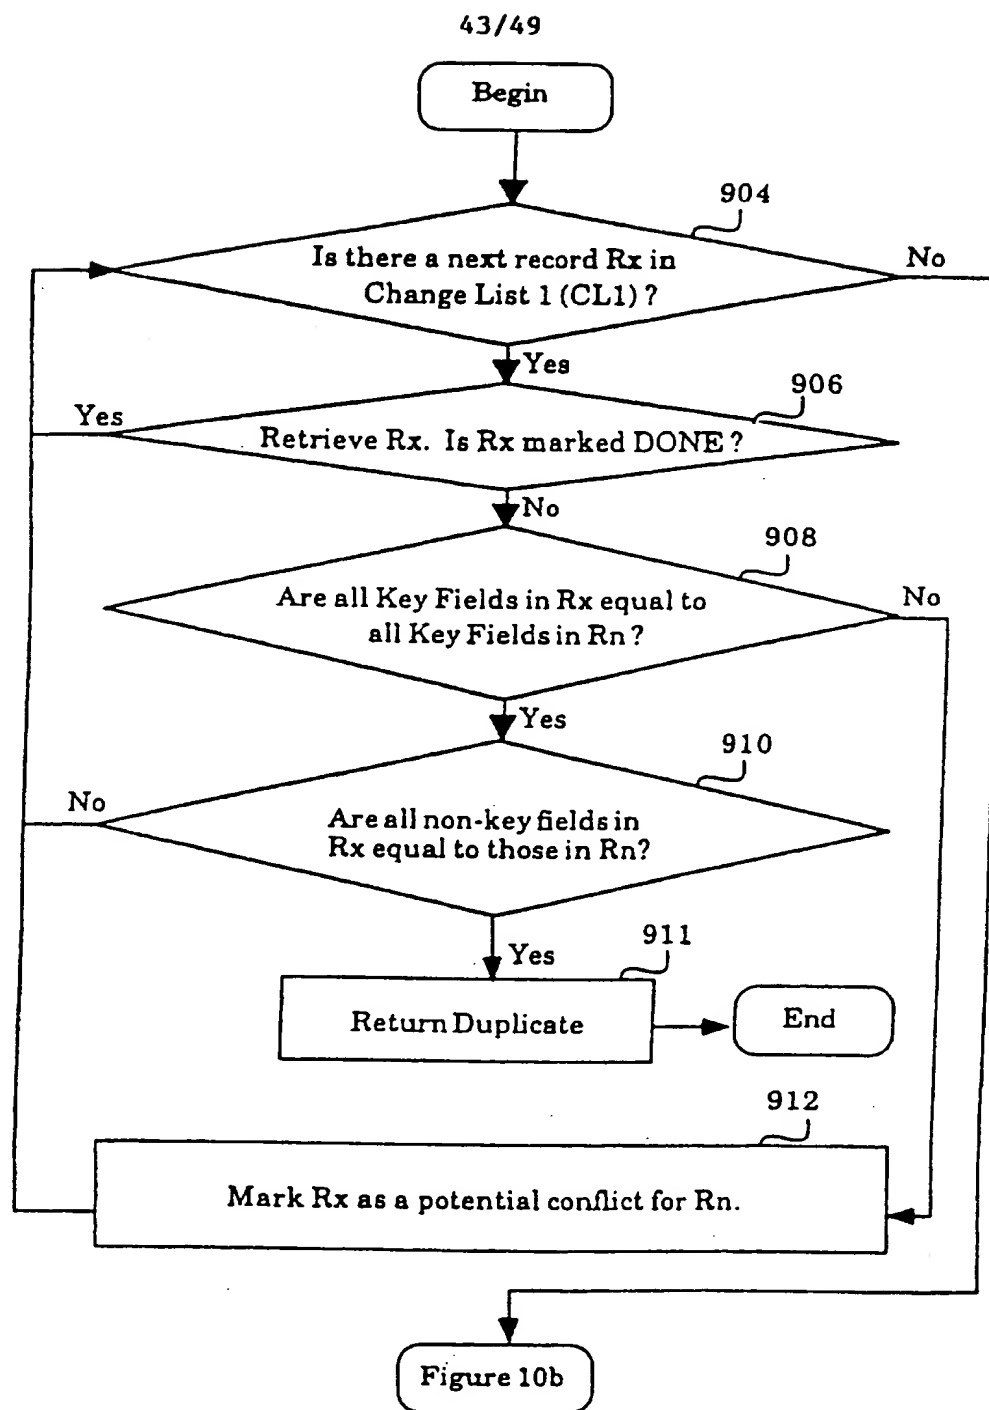 43/49
Begin
904
Is there a next record Rx in
Change List 1 (CL1) ?
No
Yes
906
Yes
Retrieve Rx. Is Rx marked DONE ?
No
908
Are all Key Fields in Rx equal to
all Key Fields in Rn ?
No
Yes
910
No
Are all non-key fields in
Rx equal to those in Rn?
Yes
911
Return Duplicate
End
912
Mark Rx as a potential conflict for Rn.
Figure 10b